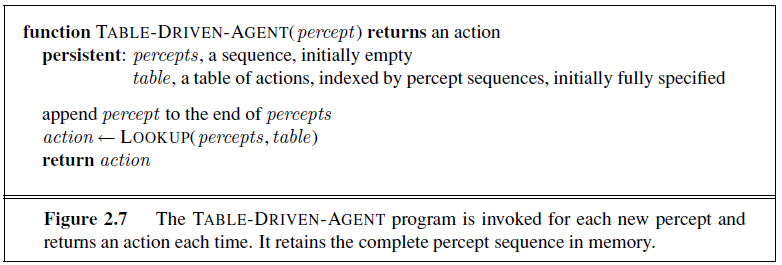 function TABLE-DRIVEN-AGENT(percept) returns an action
persistent: percepts, a sequence, initially empty
table, a table of actions, indexed by percept sequences, initially fully specified
append percept to the end of percepts
action ← LOOKUP(percepts, table)
return action
Figure 2.7 The TABLE-DRIVEN-AGENT program is invoked for each new percept and
returns an action each time. It retains the complete percept sequence in memory.